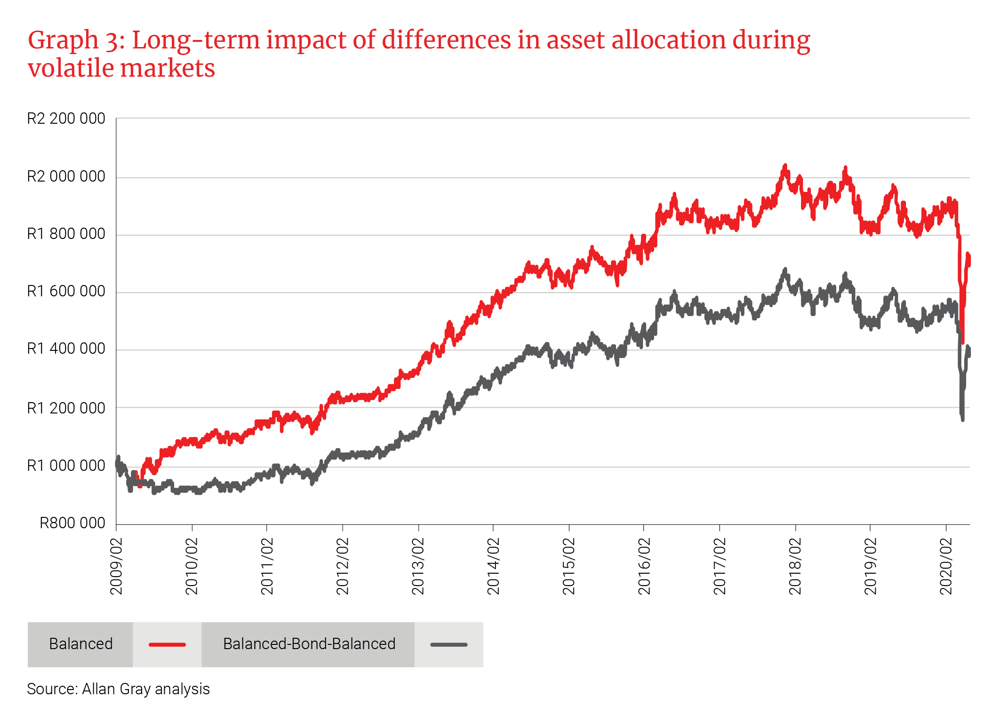 Graph 3: Long-term impact of differences in asset allocation during
volatile markets
R2 200 000
R2 000 000
R1 800 000
R1 600 000
R1 400 000
R1 200 000
R1 000 000
R800 000
2009/02
2010/02
2011/02
2012/02
2013/02
2014/02
2015/02
2016/02
2017/02
2018/02
2019/02
2020/02
Balanced
Balanced-Bond-Balanced
Source: Allan Gray analysis